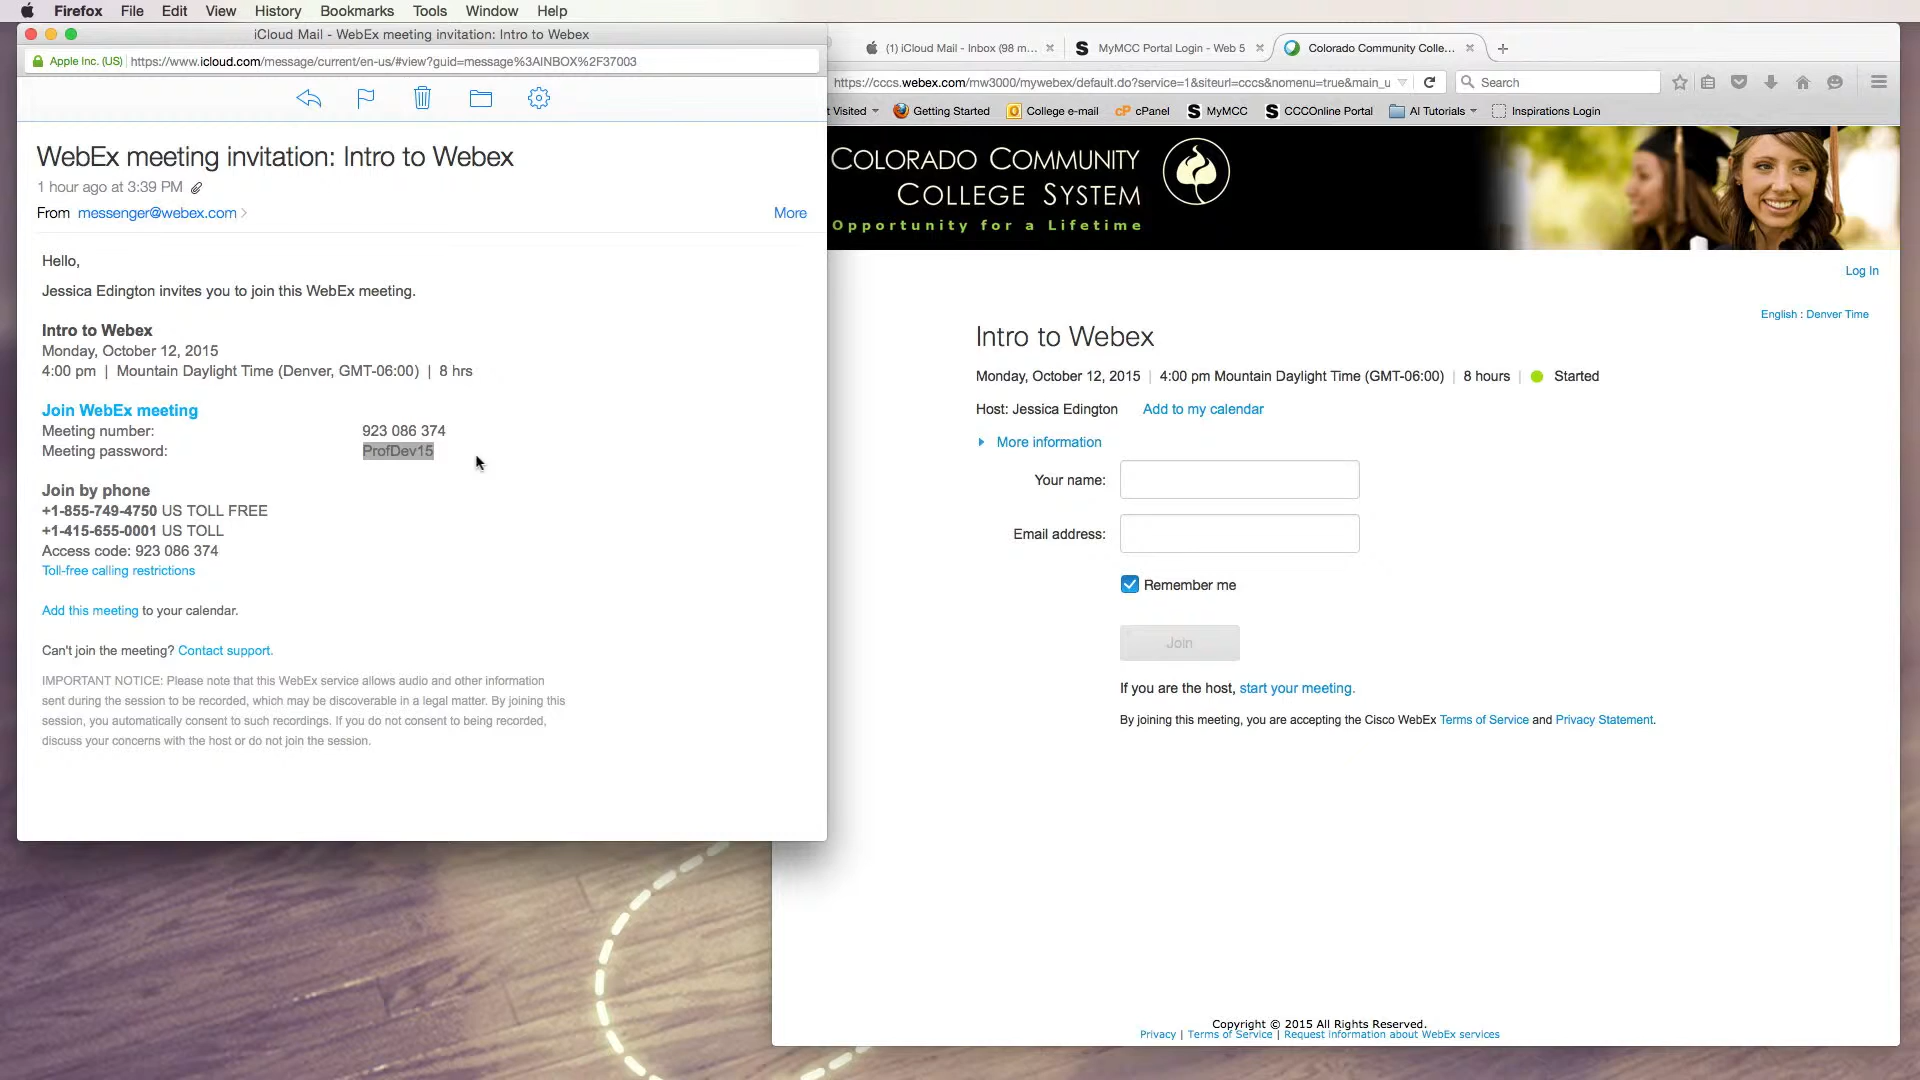 Firefox File Edit View History Bookmarks Tools Window Help
iCloud Mail - WebEx meeting invitation: Intro to Webex
Apple Inc. (US) https://www.icloud.com/message/current/en-us/#view?guid=message%3AINBOX%2F37003
WebEx meeting invitation: Intro to Webex
1 hour ago at 3:39 PM
From messenger@webex.com
More
Hello,
Jessica Edington invites you to join this WebEx meeting.
Intro to Webex
Monday, October 12, 2015
4:00 pm | Mountain Daylight Time (Denver, GMT-06:00) | 8 hrs
Join WebEx meeting
Meeting number: 923 086 374
Meeting password: ProfDev15
Join by phone
+1-855-749-4750 US TOLL FREE
+1-415-655-0001 US TOLL
Access code: 923 086 374
Toll-free calling restrictions
Add this meeting to your calendar.
Can't join the meeting? Contact support.
IMPORTANT NOTICE: Please note that this WebEx service allows audio and other information
sent during the session to be recorded, which may be discoverable in a legal matter. By joining this
session, you automatically consent to such recordings. If you do not consent to being recorded,
discuss your concerns with the host or do not join the session.
(1) iCloud Mail - Inbox (98 m... MyMCC Portal Login - Web 5 Colorado Community Colle...
https://cccs.webex.com/mw3000/mywebex/default.do?service=1&siteurl=cccs&nomenu=true&main_u Search
Visited Getting Started College e-mail cPanel MyMCC CCCOnline Portal AI Tutorials Inspirations Login
COLORADO COMMUNITY
COLLEGE SYSTEM
Opportunity for a Lifetime
Log In
English : Denver Time
Intro to Webex
Monday, October 12, 2015 | 4:00 pm Mountain Daylight Time (GMT-06:00) | 8 hours | Started
Host: Jessica Edington Add to my calendar
More information
Your name:
Email address:
Remember me
Join
If you are the host, start your meeting.
By joining this meeting, you are accepting the Cisco WebEx Terms of Service and Privacy Statement.
Copyright © 2015 All Rights Reserved.
Privacy | Terms of Service | Request information about WebEx services